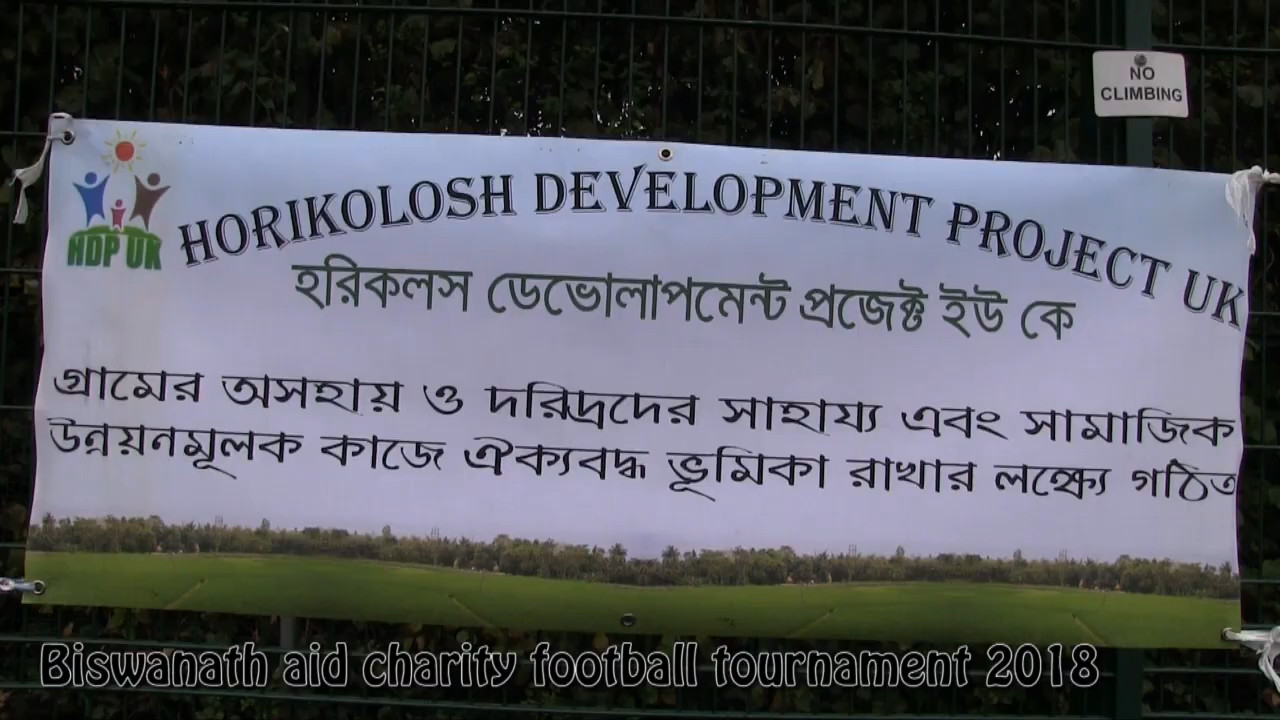 NO
CLIMBING
HDP UK
HORIKOLOSH DEVELOPMENT PROJECT UK
হরিকলস ডেভোলাপমেন্ট প্রজেক্ট ইউ কে
গ্রামের অসহায় ও দরিদ্রদের সাহায্য এবং সামাজিক
উন্নয়নমূলক কাজে ঐক্যবদ্ধ ভূমিকা রাখার লক্ষ্যে গঠিত
Biswanath aid charity football tournament 2018